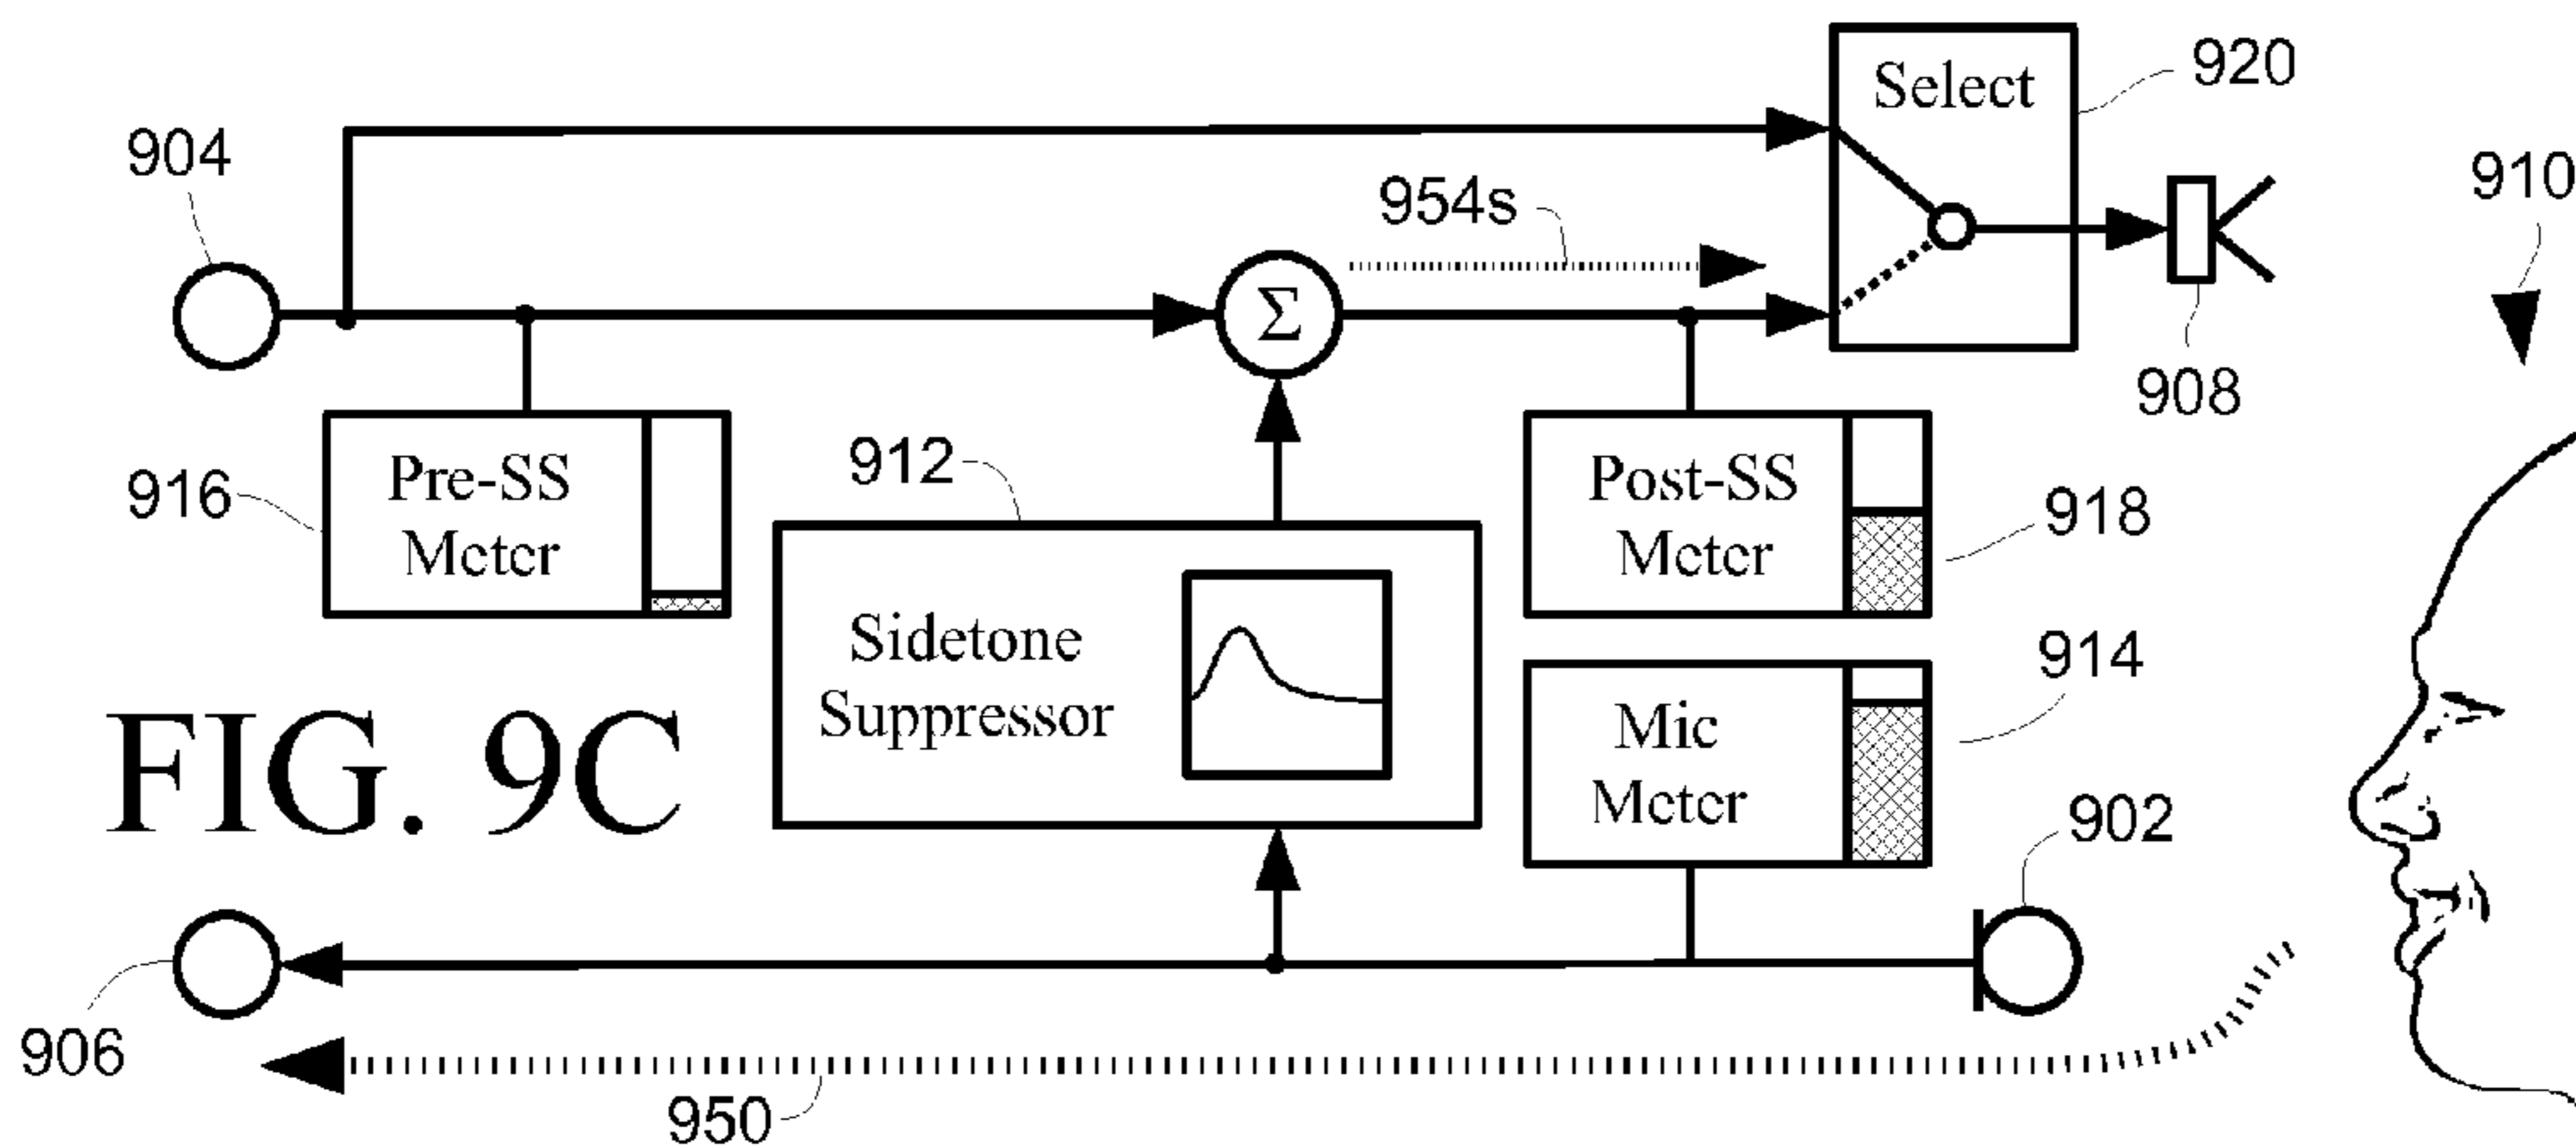 Select
920
904
910
954s
Σ
908
Pre-SS
Meter
916
912
Post-SS
Meter
918
Sidetone
Suppressor
914
Mic
Meter
FIG. 9C
902
906
950